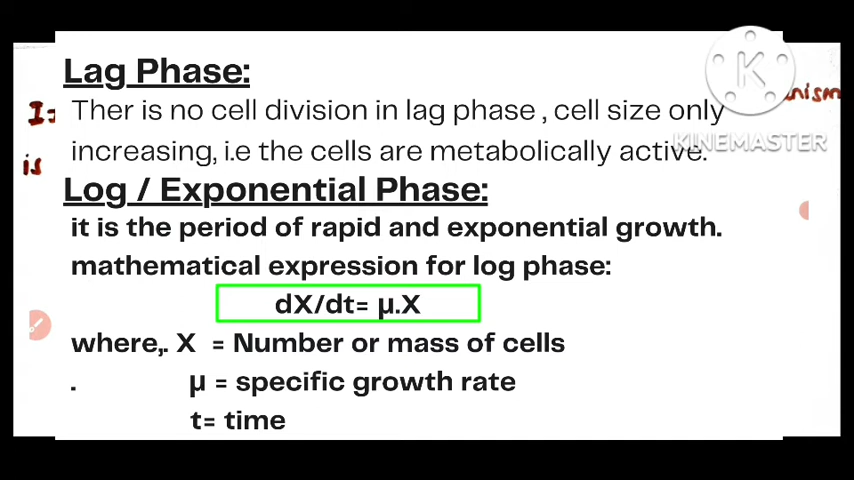 Lag Phase:
Ther is no cell division in lag phase , cell size only
increasing, i.e the cells are metabolically active.
Log / Exponential Phase:
it is the period of rapid and exponential growth.
mathematical expression for log phase:
dX/dt= µ.X
where,. X = Number or mass of cells
. µ = specific growth rate
t= time
is
K
KINEMASTER